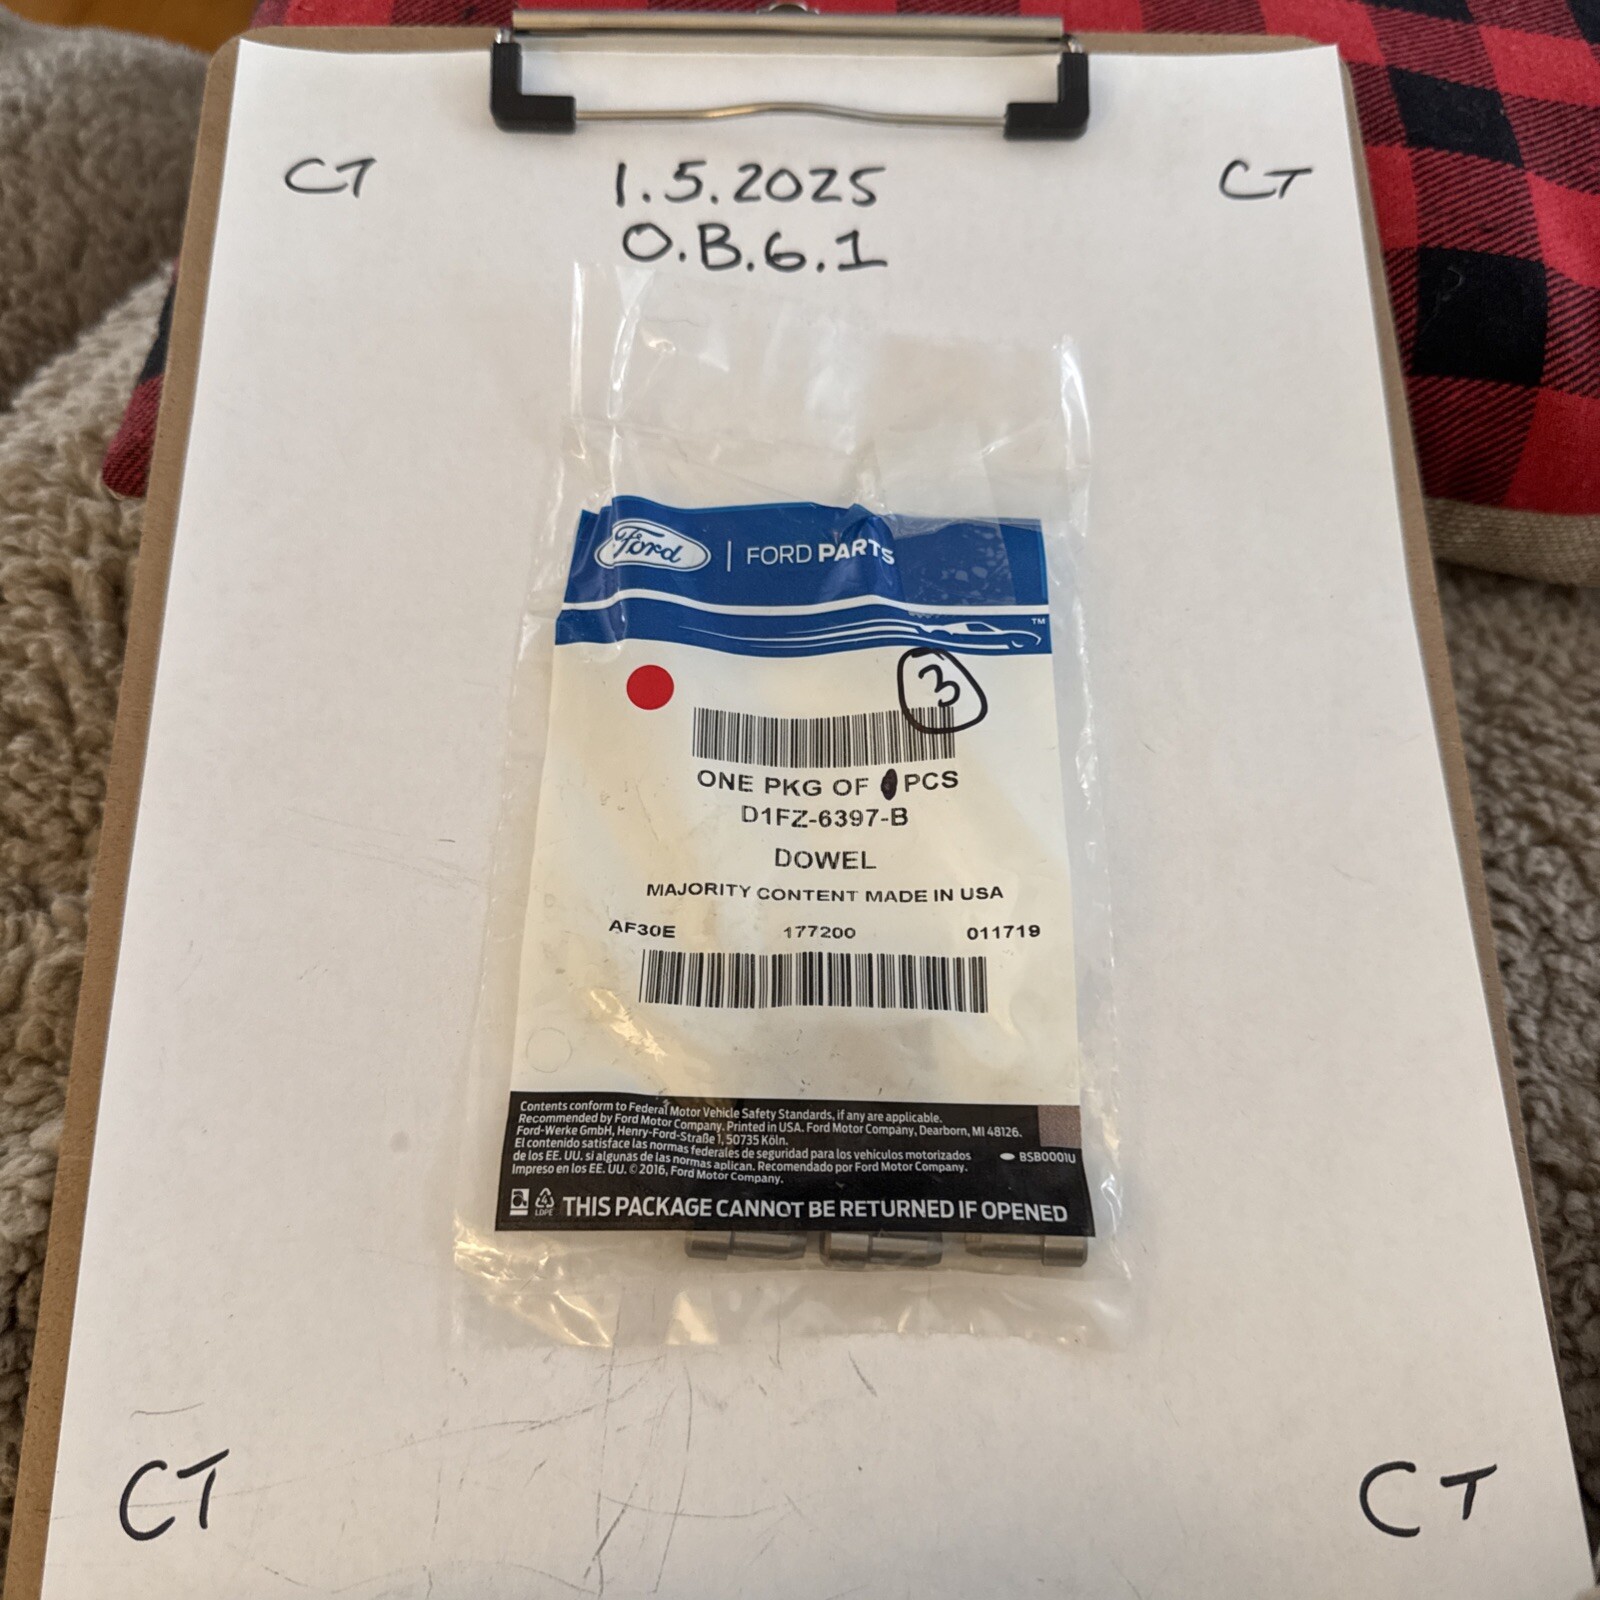 CT 1.5.2025 CT
O.B.6.1
Ford | FORD PARTS
TM
3
ONE PKG OF PCS
D1FZ-6397-B
DOWEL
MAJORITY CONTENT MADE IN USA
AF30E 177200 011719
Contents conform to Federal Motor Vehicle Safety Standards, if any are applicable.
Recommended by Ford Motor Company. Printed in USA. Ford Motor Company, Dearborn, MI 48126.
Ford-Werke GmbH, Henry-Ford-Straße 1, 50735 Köln.
El contenido satisface las normas federales de seguridad para los vehículos motorizados
de los EE. UU. si algunas de las normas aplican. Recomendado por Ford Motor Company.
Impreso en los EE. UU. © 2016, Ford Motor Company.
BSB0001U
4
LDPE
THIS PACKAGE CANNOT BE RETURNED IF OPENED
CT CT